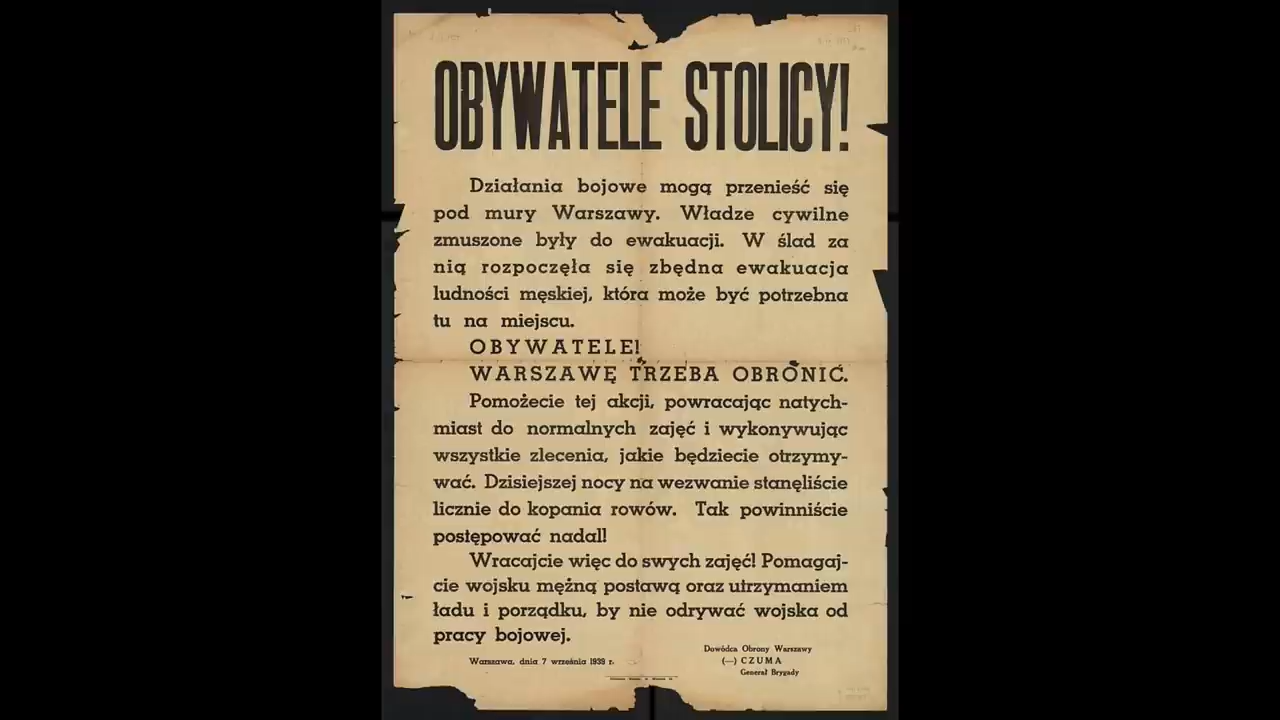 OBYWATELE STOLICY!
Działania bojowe mogą przenieść się
pod mury Warszawy. Władze cywilne
zmuszone były do ewakuacji. W ślad za
nią rozpoczęła się zbędna ewakuacja
ludności męskiej, która może być potrzebna
tu na miejscu.
OBYWATELE!
WARSZAWĘ TRZEBA OBRONIĆ.
Pomożecie tej akcji, powracając natych-
miast do normalnych zajęć i wykonywując
wszystkie zlecenia, jakie będziecie otrzymy-
wać. Dzisiejszej nocy na wezwanie stanęliście
licznie do kopania rowów. Tak powinniście
postępować nadal!
Wracajcie więc do swych zajęć! Pomagaj-
cie wojsku mężną postawą oraz utrzymaniem
ładu i porządku, by nie odrywać wojska od
pracy bojowej.
Warszawa, dnia 7 września 1939 r.
Dowódca Obrony Warszawy
(—) CZUMA
Generał Brygady